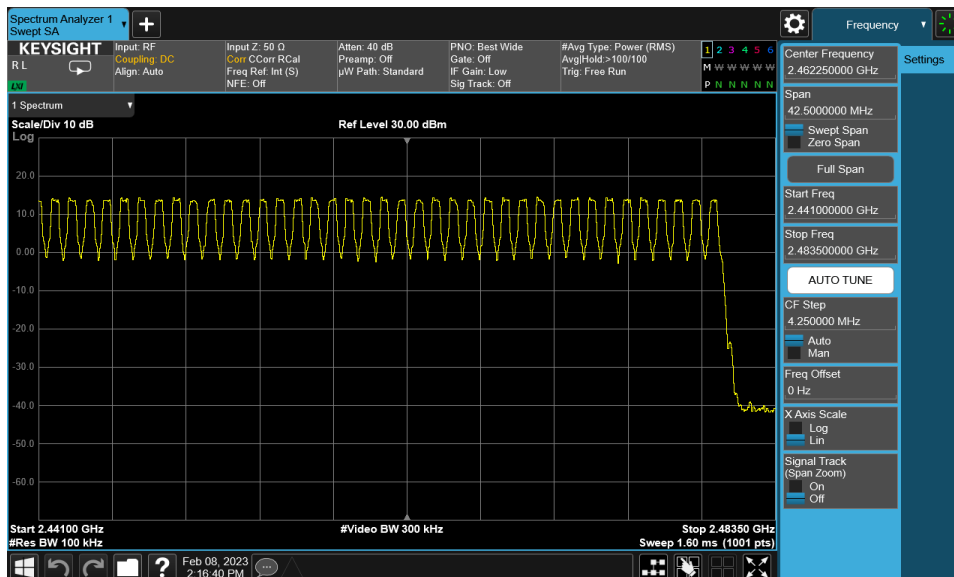 Spectrum Analyzer 1
Swept SA
Frequency
KEYSIGHT
R L
LXI
Input: RF
Coupling: DC
Align: Auto
Input Z: 50 Ω
Corr CCorr RCal
Freq Ref: Int (S)
NFE: Off
Atten: 40 dB
Preamp: Off
µW Path: Standard
PNO: Best Wide
Gate: Off
IF Gain: Low
Sig Track: Off
#Avg Type: Power (RMS)
Avg|Hold:>100/100
Trig: Free Run
1 2 3 4 5 6
M W W W W W
P N N N N N
1 Spectrum
Scale/Div 10 dB
Ref Level 30.00 dBm
Log
20.0
10.0
0.00
-10.0
-20.0
-30.0
-40.0
-50.0
-60.0
Start 2.44100 GHz
#Video BW 300 kHz
Stop 2.48350 GHz
#Res BW 100 kHz
Sweep 1.60 ms (1001 pts)
Feb 08, 2023
2:16:40 PM
Center Frequency
2.462250000 GHz
Settings
Span
42.5000000 MHz
Swept Span
Zero Span
Full Span
Start Freq
2.441000000 GHz
Stop Freq
2.483500000 GHz
AUTO TUNE
CF Step
4.250000 MHz
Auto
Man
Freq Offset
0 Hz
X Axis Scale
Log
Lin
Signal Track
(Span Zoom)
On
Off